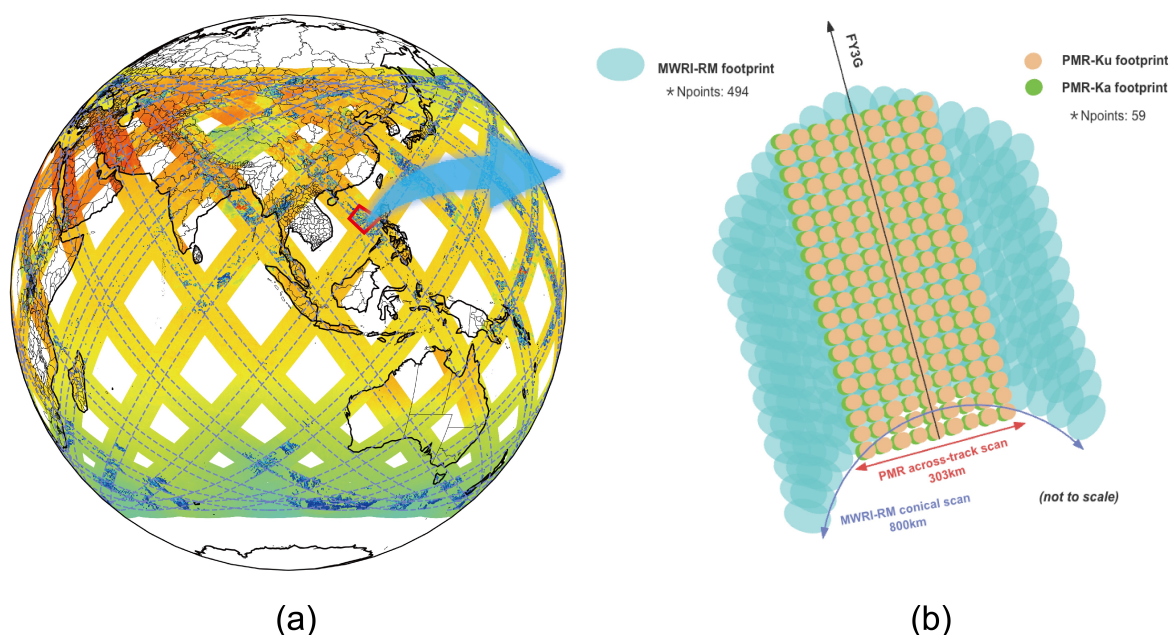 FY3G
MWRI-RM footprint
*Npoints: 494
PMR-Ku footprint
PMR-Ka footprint
*Npoints: 59
PMR across-track scan
303km
(not to scale)
MWRI-RM conical scan
800km
(a)
(b)